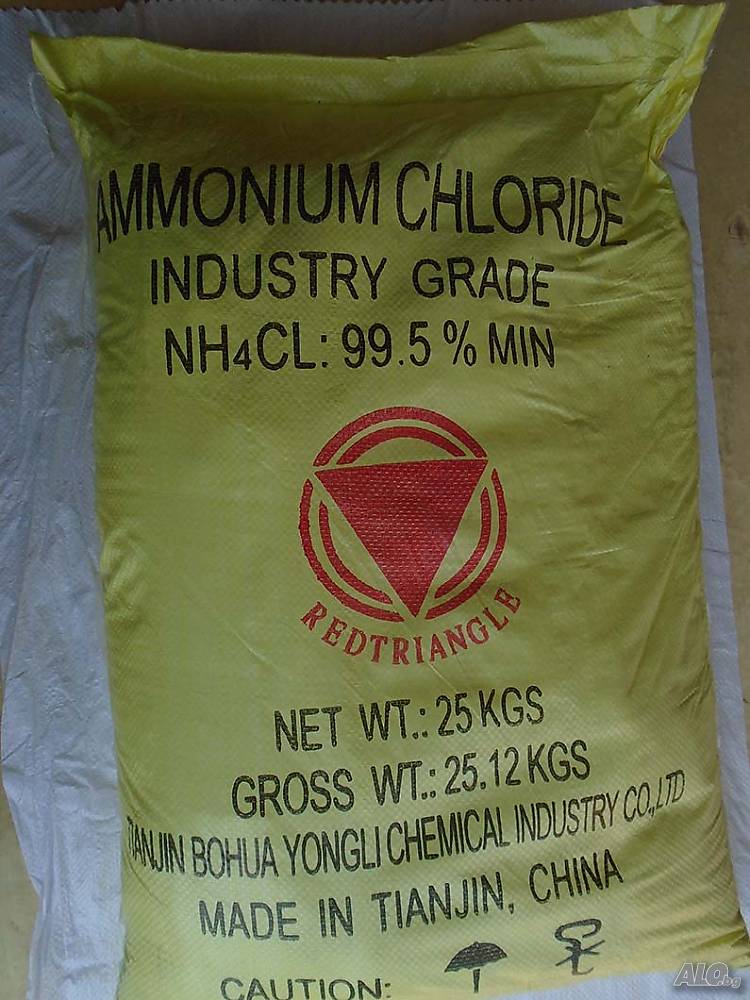 AMMONIUM CHLORIDE
INDUSTRY GRADE
NH4CL: 99.5% MIN
REDTRIANGLE
NET WT.: 25 KGS
GROSS WT.: 25.12 KGS
TIANJIN BOHUA YONGLI CHEMICAL INDUSTRY CO.,LTD
MADE IN TIANJIN, CHINA
CAUTION:
ALO.bg